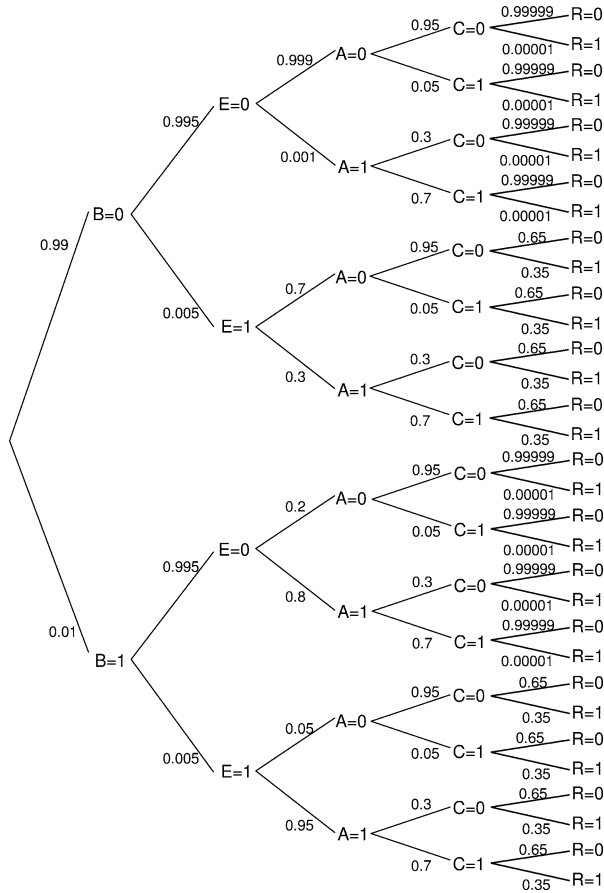 0.99999 R=0
0.95 C=0
0.00001 R=1
0.999 A=0
0.99999 R=0
0.05 C=1
0.00001 R=1
0.995 E=0
0.99999 R=0
0.3 C=0
0.00001 R=1
0.001 A=1
0.99999 R=0
0.7 C=1
0.00001 R=1
0.99 B=0
0.65 R=0
0.95 C=0
0.35 R=1
0.7 A=0
0.65 R=0
0.05 C=1
0.35 R=1
0.005 E=1
0.65 R=0
0.3 C=0
0.35 R=1
0.3 A=1
0.65 R=0
0.7 C=1
0.35 R=1
0.99999 R=0
0.95 C=0
0.00001 R=1
0.2 A=0
0.99999 R=0
0.05 C=1
0.00001 R=1
0.995 E=0
0.99999 R=0
0.3 C=0
0.00001 R=1
0.8 A=1
0.99999 R=0
0.7 C=1
0.00001 R=1
0.01 B=1
0.65 R=0
0.95 C=0
0.35 R=1
0.05 A=0
0.65 R=0
0.05 C=1
0.35 R=1
0.005 E=1
0.65 R=0
0.3 C=0
0.35 R=1
0.95 A=1
0.65 R=0
0.7 C=1
0.35 R=1